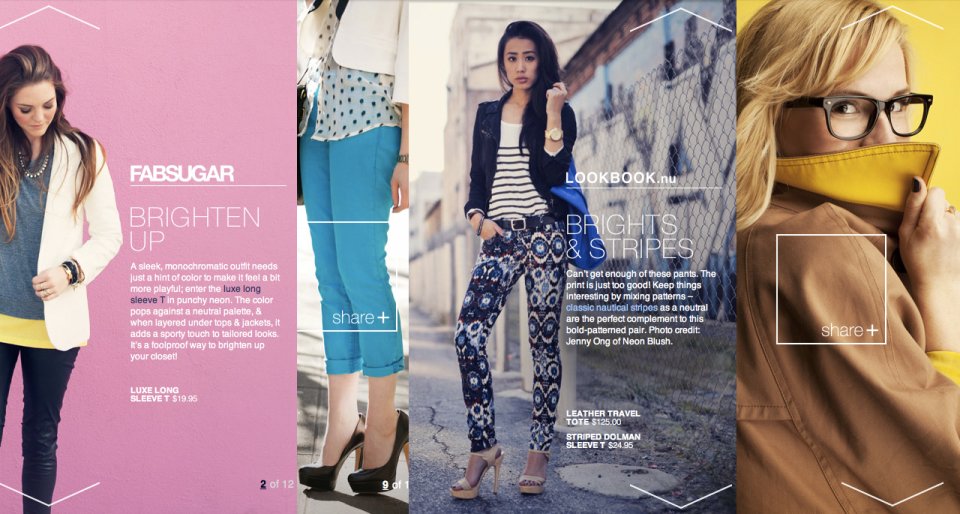 FABSUGAR
BRIGHTEN
UP
A sleek, monochromatic outfit needs
just a hint of color to make it feel a bit
more playful; enter the luxe long
sleeve T in punchy neon. The color
pops against a neutral palette, &
when layered under tops & jackets, it
adds a sporty touch to tailored looks.
It's a foolproof way to brighten up
your closet!
LUXE LONG
SLEEVE T $19.95
2 of 12
share+
9 of 1
LOOKBOOK.nu
BRIGHTS
& STRIPES
Can't get enough of these pants. The
print is just too good! Keep things
interesting by mixing patterns –
classic nautical stripes as a neutral
are the perfect complement to this
bold-patterned pair. Photo credit:
Jenny Ong of Neon Blush.
LEATHER TRAVEL
TOTE $125.00
STRIPED DOLMAN
SLEEVE T $24.95
share+